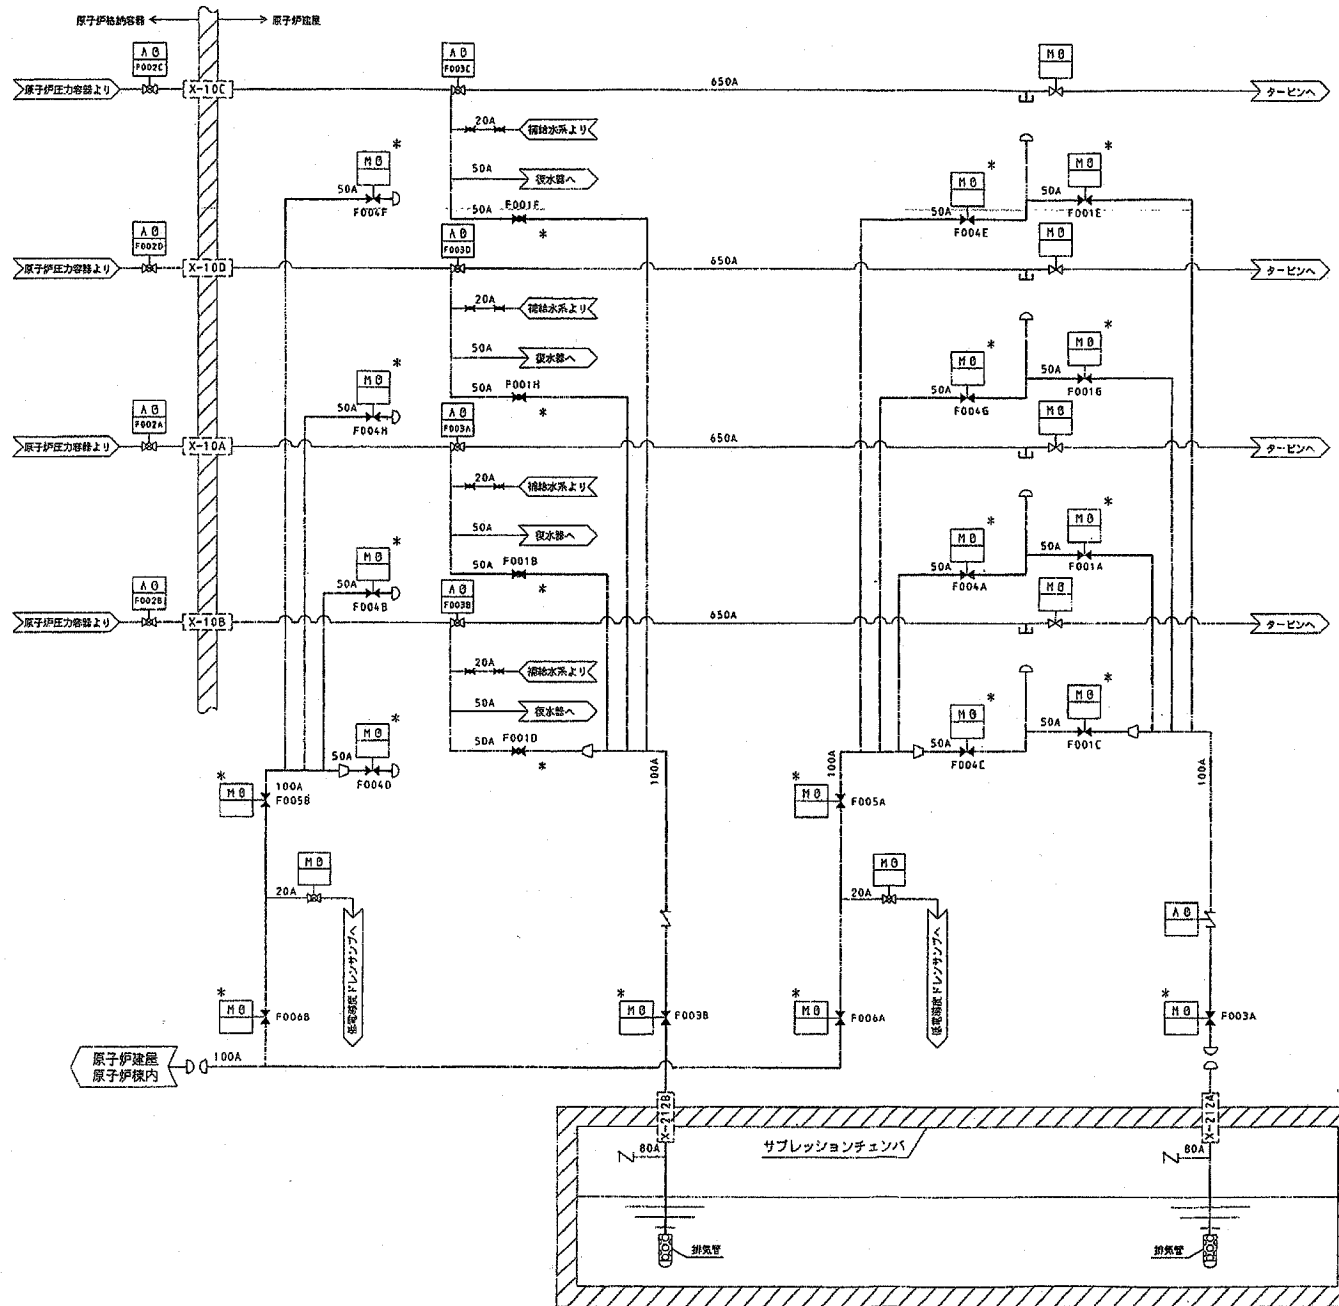 原子炉格納容器
原子炉建屋
AO
F002C
AO
F003C
MO
原子炉圧力容器より
X-10C
650A
タービンへ
20A
補給水系より
MO
*
50A
F004F
50A
復水器へ
50A
F001F
*
MO
*
50A
F004E
MO
*
50A
F001E
AO
F002D
AO
F003D
MO
原子炉圧力容器より
X-10D
650A
タービンへ
20A
補給水系より
50A
復水器へ
MO
*
50A
F004H
50A
F001H
*
MO
*
50A
F004G
MO
*
50A
F001G
AO
F002A
AO
F003A
MO
原子炉圧力容器より
X-10A
650A
タービンへ
20A
補給水系より
50A
復水器へ
MO
*
50A
F004B
50A
F001B
*
MO
*
50A
F004A
MO
*
50A
F001A
AO
F002B
AO
F003B
MO
原子炉圧力容器より
X-10B
650A
タービンへ
20A
補給水系より
50A
復水器へ
MO
*
50A
F004D
50A
F001D
*
MO
*
50A
F004C
MO
*
50A
F001C
100A
*
MO
F005B
100A
100A
*
MO
F005A
100A
MO
20A
低電導度ドレンサンプへ
MO
20A
低電導度ドレンサンプへ
AO
*
MO
F006B
*
MO
F003B
*
MO
F006A
*
MO
F003A
原子炉建屋
原子炉棟内
100A
X-212B
X-212A
サプレッションチェンバ
80A
80A
排気管
排気管